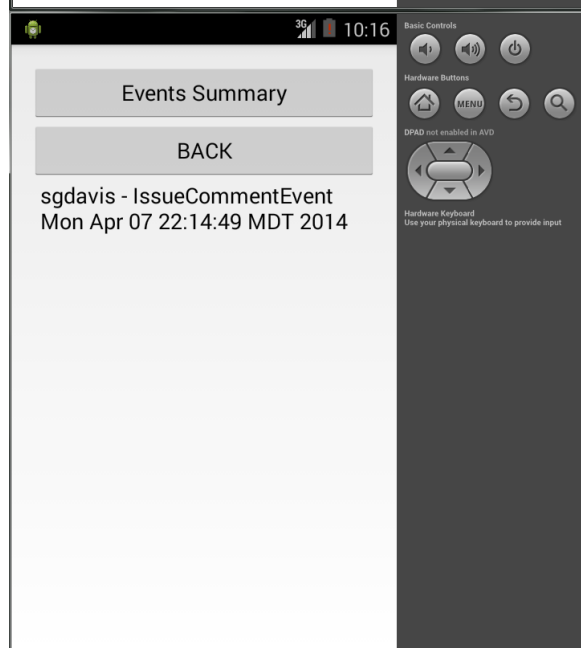 3G 10:16
Events Summary
BACK
sgdavis - IssueCommentEvent
Mon Apr 07 22:14:49 MDT 2014
Basic Controls
Hardware Buttons
MENU
DPAD not enabled in AVD
Hardware Keyboard
Use your physical keyboard to provide input